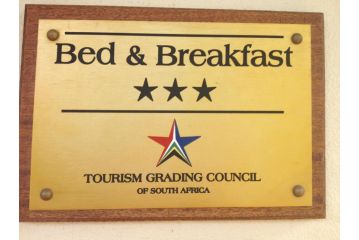 Bed & Breakfast
★★★
TOURISM GRADING COUNCIL
OF SOUTH AFRICA